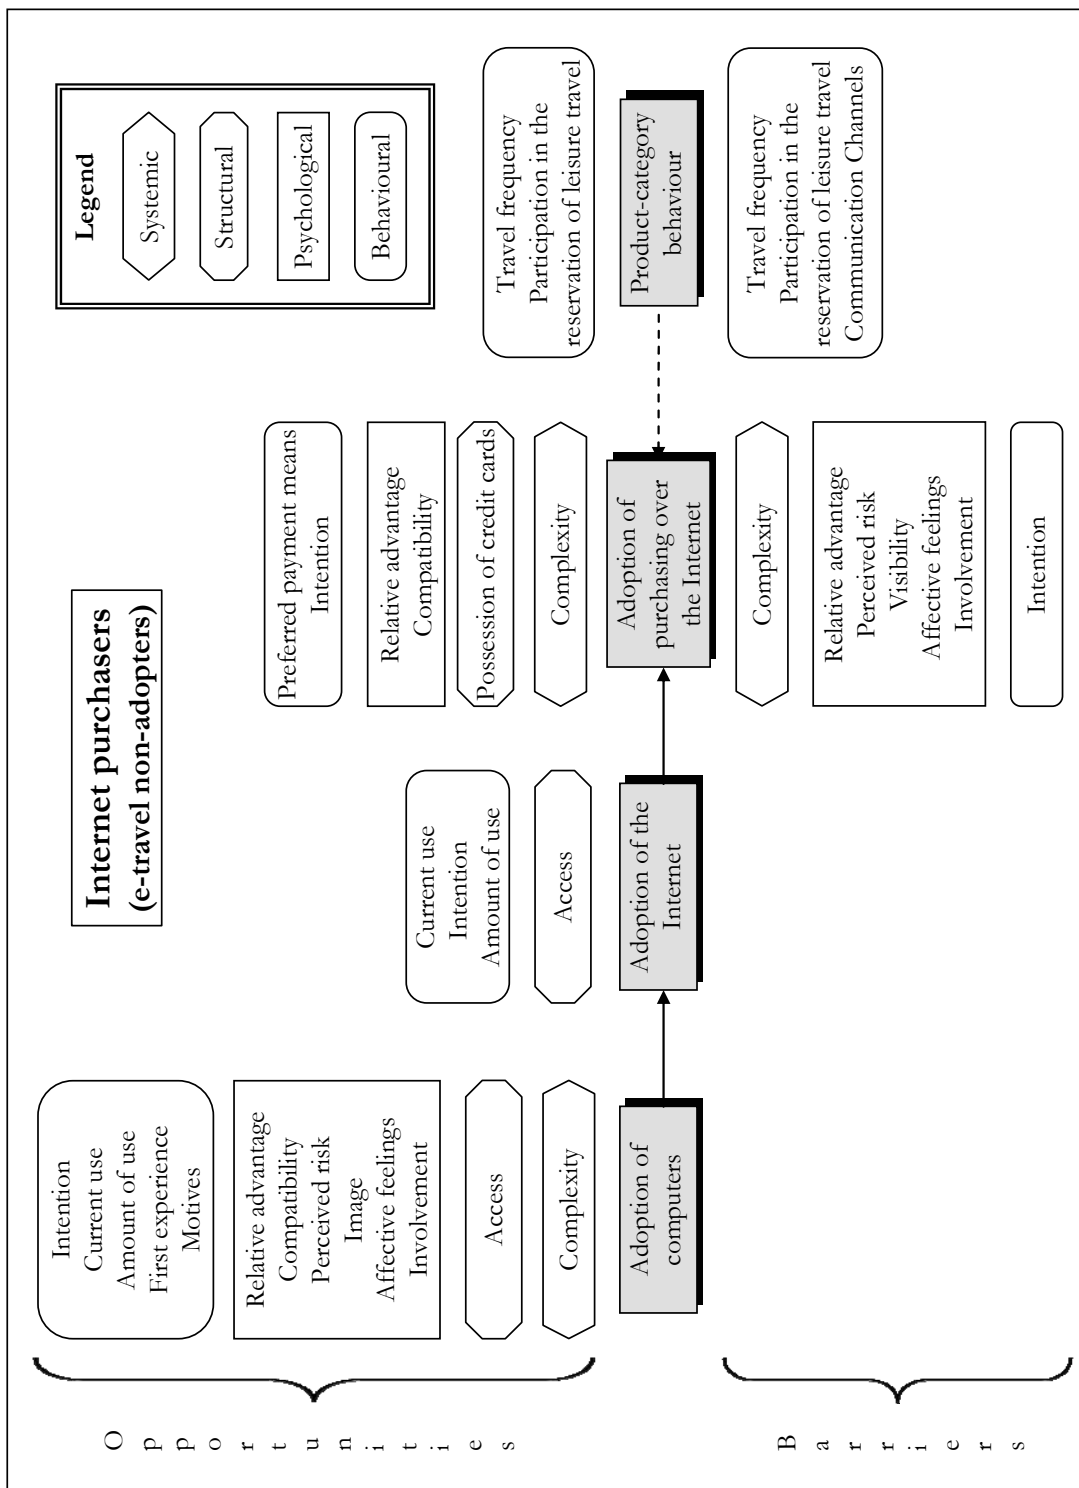 Internet purchasers
(e-travel non-adopters)
Legend
Systemic
Structural
Psychological
Behavioural
Opportunities
Intention
Current use
Amount of use
First experience
Motives
Relative advantage
Compatibility
Perceived risk
Image
Affective feelings
Involvement
Access
Complexity
Current use
Intention
Amount of use
Access
Preferred payment means
Intention
Relative advantage
Compatibility
Possession of credit cards
Complexity
Travel frequency
Participation in the
reservation of leisure travel
Adoption of
computers
Adoption of the
Internet
Adoption of
purchasing over
the Internet
Product-category
behaviour
Barriers
Complexity
Relative advantage
Perceived risk
Visibility
Affective feelings
Involvement
Intention
Travel frequency
Participation in the
reservation of leisure travel
Communication Channels